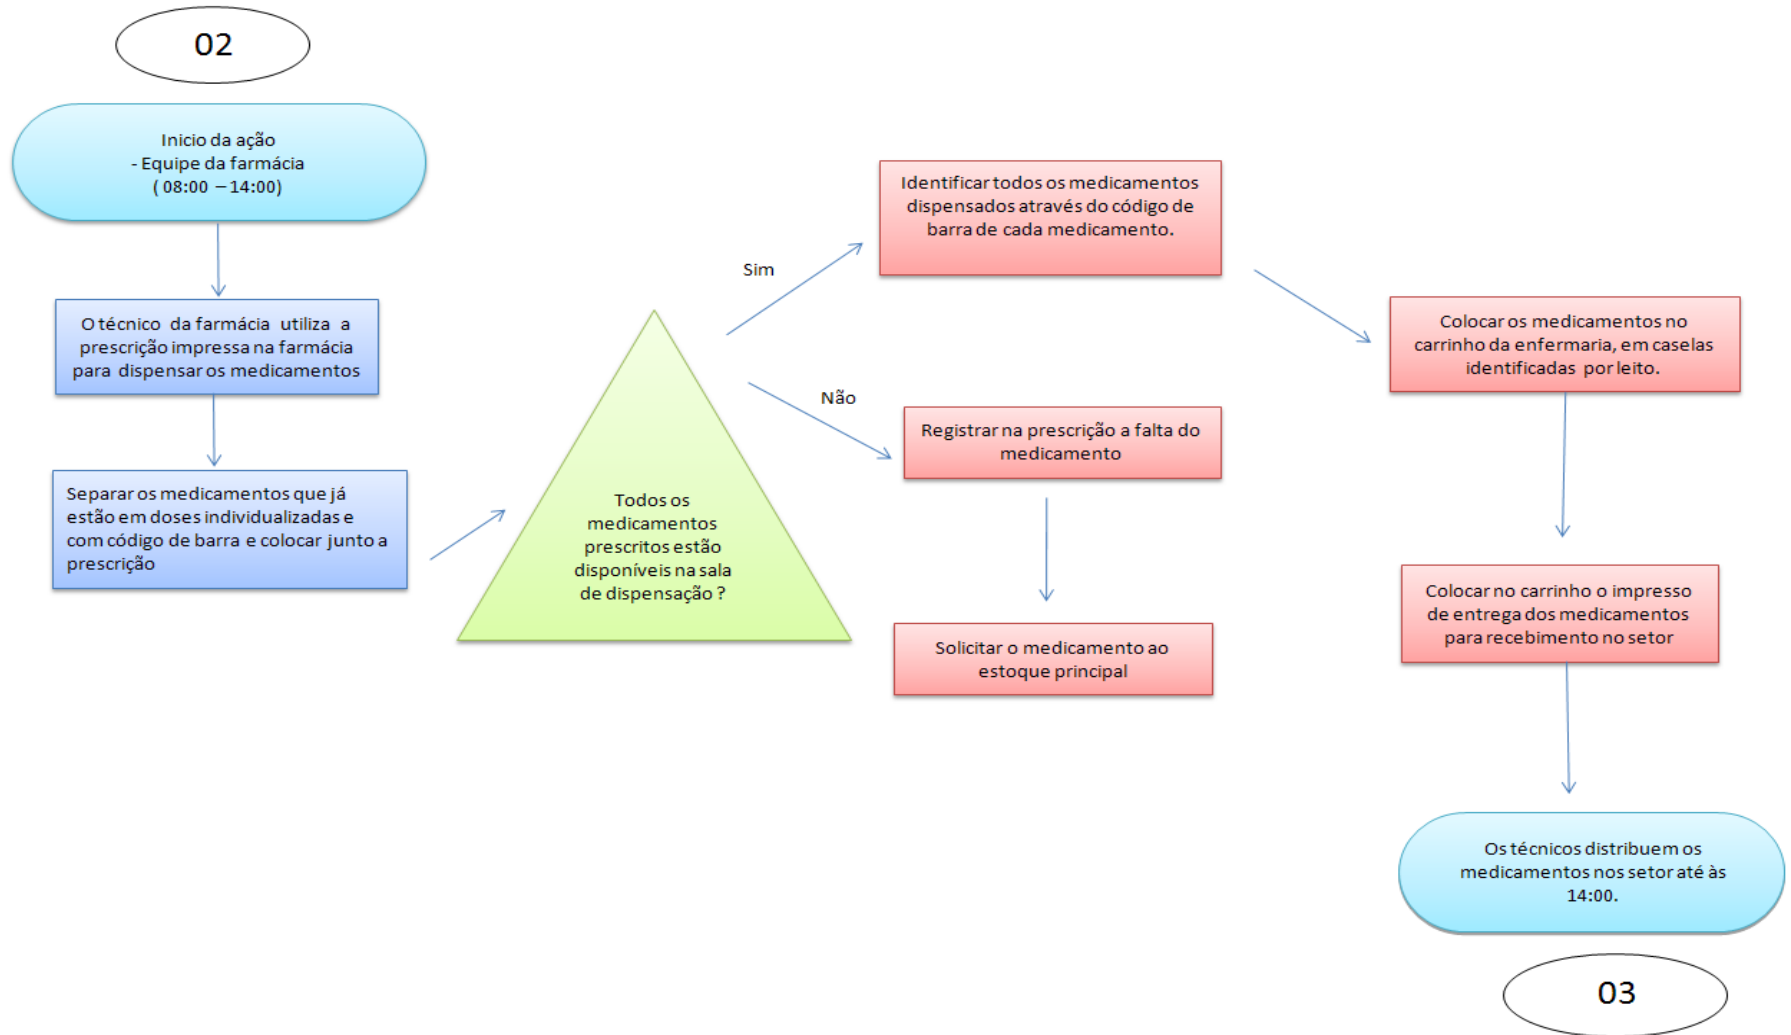 02
Inicio da ação
- Equipe da farmácia
( 08:00 – 14:00)
O técnico da farmácia utiliza a
prescrição impressa na farmácia
para dispensar os medicamentos
Separar os medicamentos que já
estão em doses individualizadas e
com código de barra e colocar junto a
prescrição
Todos os
medicamentos
prescritos estão
disponíveis na sala
de dispensação ?
Sim
Não
Identificar todos os medicamentos
dispensados através do código de
barra de cada medicamento.
Registrar na prescrição a falta do
medicamento
Solicitar o medicamento ao
estoque principal
Colocar os medicamentos no
carrinho da enfermaria, em caselas
identificadas por leito.
Colocar no carrinho o impresso
de entrega dos medicamentos
para recebimento no setor
Os técnicos distribuem os
medicamentos nos setor até às
14:00.
03